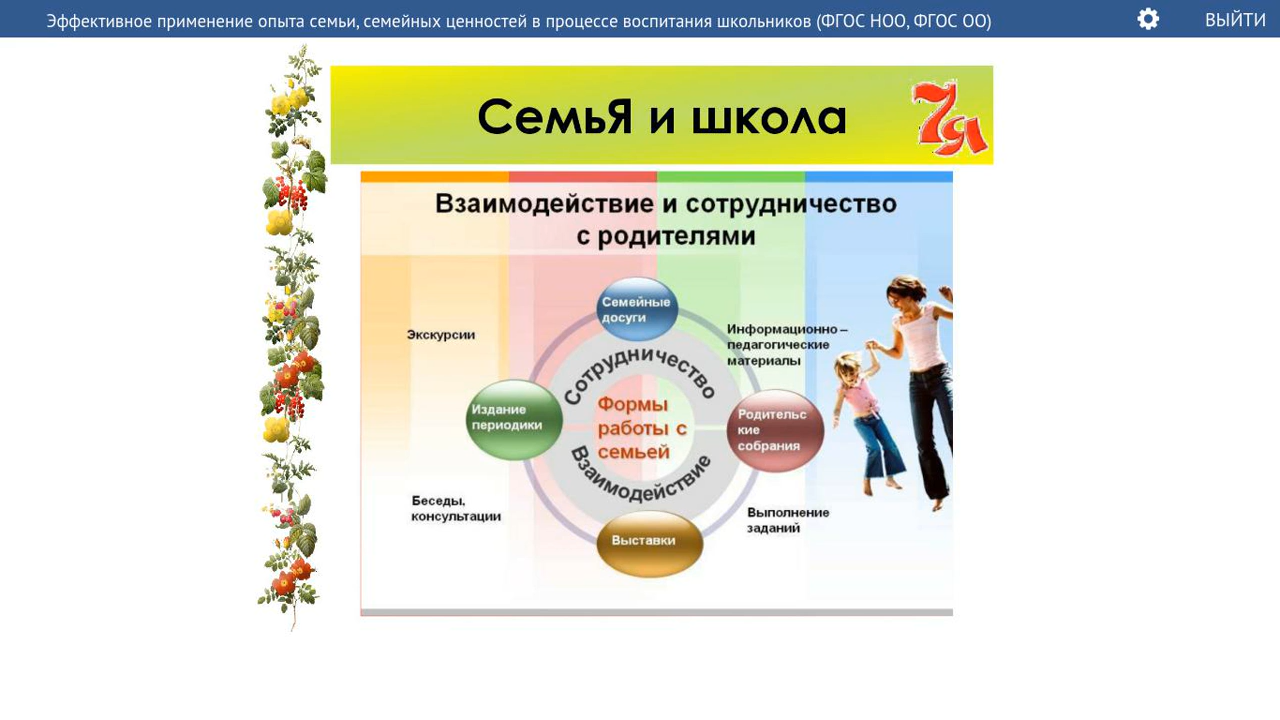 Эффективное применение опыта семьи, семейных ценностей в процессе воспитания школьников (ФГОС НОО, ФГОС ОО)
ВЫЙТИ
СемьЯ и школа
7я
Взаимодействие и сотрудничество
с родителями
Семейные
досуги
Экскурсии
Информационно –
педагогические
материалы
Сотрудничество
Издание
периодики
Формы
работы с
семьей
Родительс
кие
собрания
Взаимодействие
Беседы,
консультации
Выполнение
заданий
Выставки